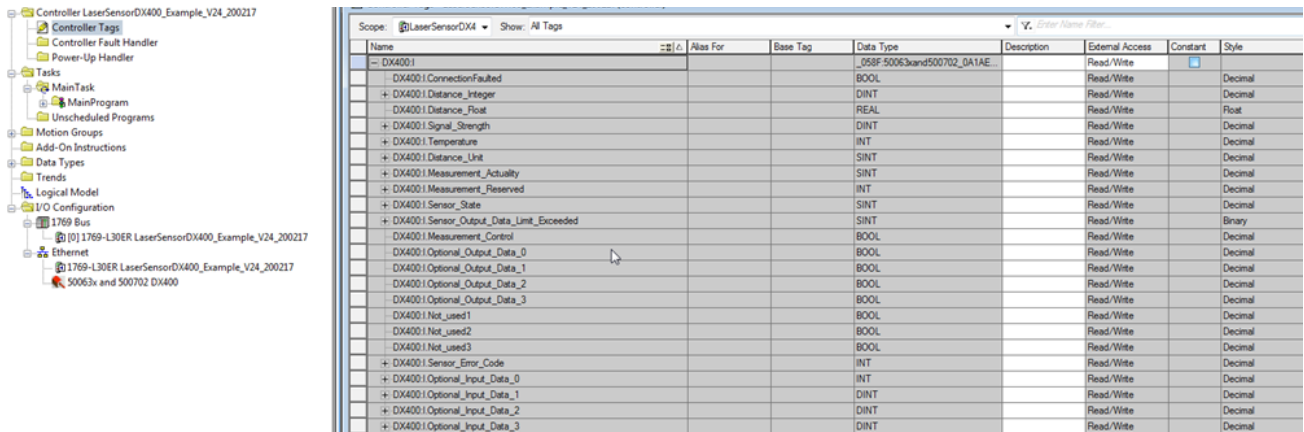 Controller LaserSensorDX400_Example_V24_200217
Controller Tags
Controller Fault Handler
Power-Up Handler
Tasks
MainTask
MainProgram
Unscheduled Programs
Motion Groups
Add-On Instructions
Data Types
Trends
Logical Model
I/O Configuration
1769 Bus
[0] 1769-L30ER LaserSensorDX400_Example_V24_200217
Ethernet
1769-L30ER LaserSensorDX400_Example_V24_200217
50063x and 500702 DX400
Scope: LaserSensorDX4 Show: All Tags Enter Name Filter...
Name Alias For Base Tag Data Type Description External Access Constant Style
DX400:I _058F:50063xand500702_0A1AE... Read/Write
DX400:I.ConnectionFaulted BOOL Read/Write Decimal
DX400:I.Distance_Integer DINT Read/Write Decimal
DX400:I.Distance_Float REAL Read/Write Float
DX400:I.Signal_Strength DINT Read/Write Decimal
DX400:I.Temperature INT Read/Write Decimal
DX400:I.Distance_Unit SINT Read/Write Decimal
DX400:I.Measurement_Actuality SINT Read/Write Decimal
DX400:I.Measurement_Reserved INT Read/Write Decimal
DX400:I.Sensor_State SINT Read/Write Decimal
DX400:I.Sensor_Output_Data_Limit_Exceeded SINT Read/Write Binary
DX400:I.Measurement_Control BOOL Read/Write Decimal
DX400:I.Optional_Output_Data_0 BOOL Read/Write Decimal
DX400:I.Optional_Output_Data_1 BOOL Read/Write Decimal
DX400:I.Optional_Output_Data_2 BOOL Read/Write Decimal
DX400:I.Optional_Output_Data_3 BOOL Read/Write Decimal
DX400:I.Not_used1 BOOL Read/Write Decimal
DX400:I.Not_used2 BOOL Read/Write Decimal
DX400:I.Not_used3 BOOL Read/Write Decimal
DX400:I.Sensor_Error_Code INT Read/Write Decimal
DX400:I.Optional_Input_Data_0 INT Read/Write Decimal
DX400:I.Optional_Input_Data_1 DINT Read/Write Decimal
DX400:I.Optional_Input_Data_2 DINT Read/Write Decimal
DX400:I.Optional_Input_Data_3 DINT Read/Write Decimal